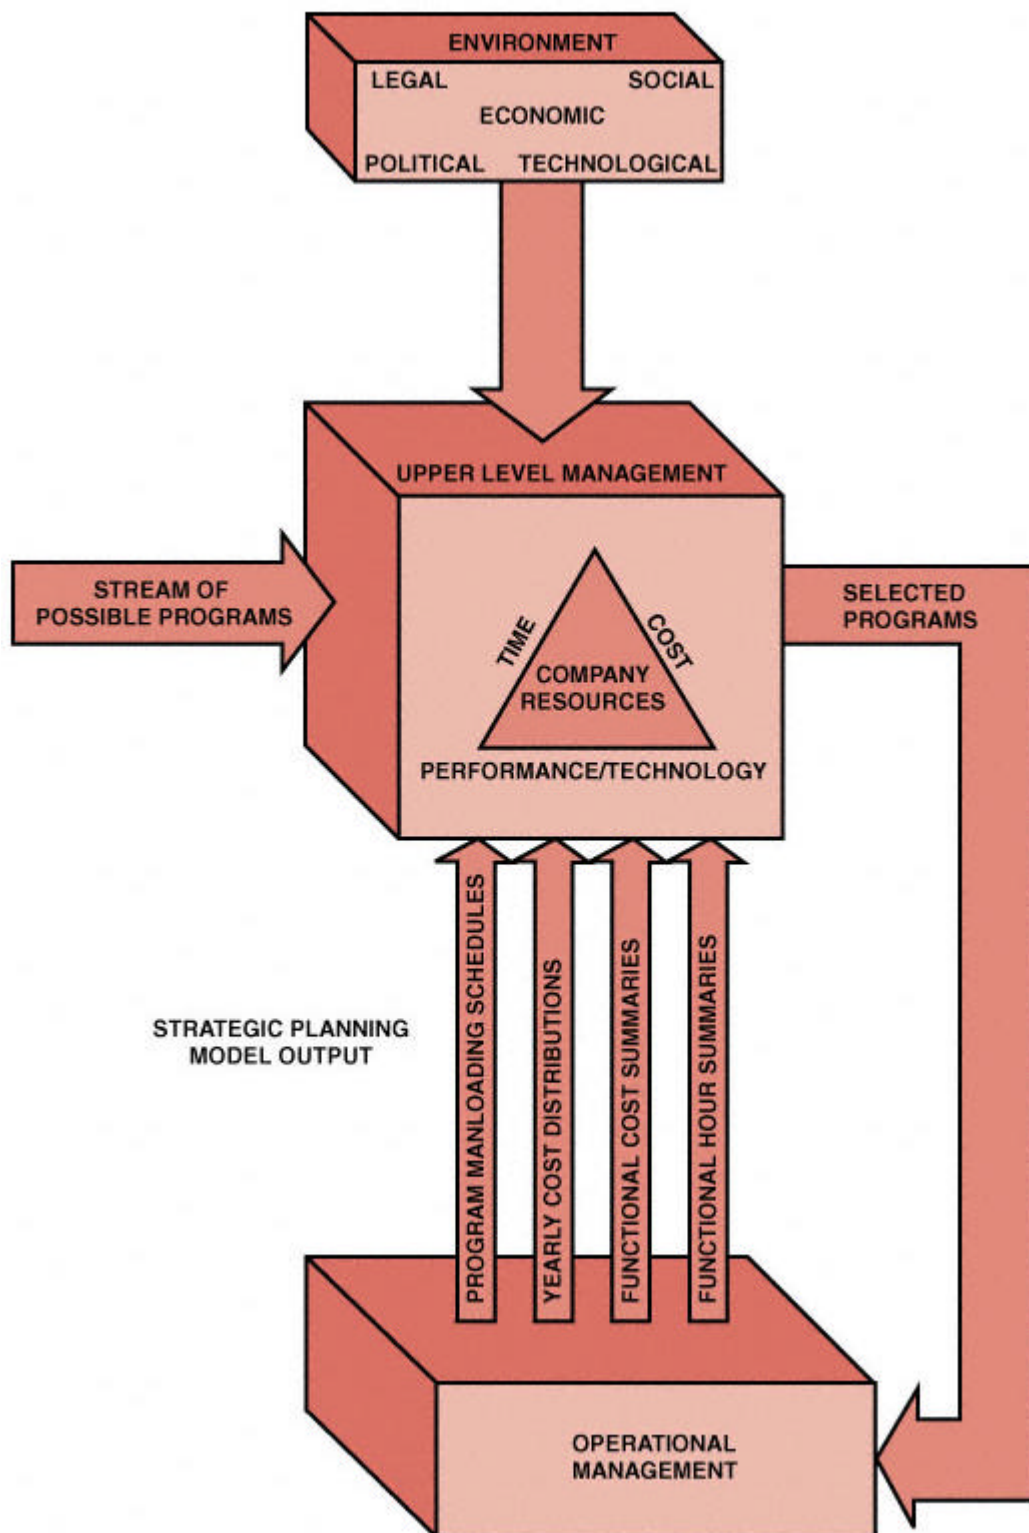 ENVIRONMENT
LEGAL SOCIAL
ECONOMIC
POLITICAL TECHNOLOGICAL
UPPER LEVEL MANAGEMENT
STREAM OF
POSSIBLE PROGRAMS
TIME
COST
COMPANY
RESOURCES
PERFORMANCE/TECHNOLOGY
SELECTED
PROGRAMS
STRATEGIC PLANNING
MODEL OUTPUT
PROGRAM MANLOADING SCHEDULES
YEARLY COST DISTRIBUTIONS
FUNCTIONAL COST SUMMARIES
FUNCTIONAL HOUR SUMMARIES
OPERATIONAL
MANAGEMENT